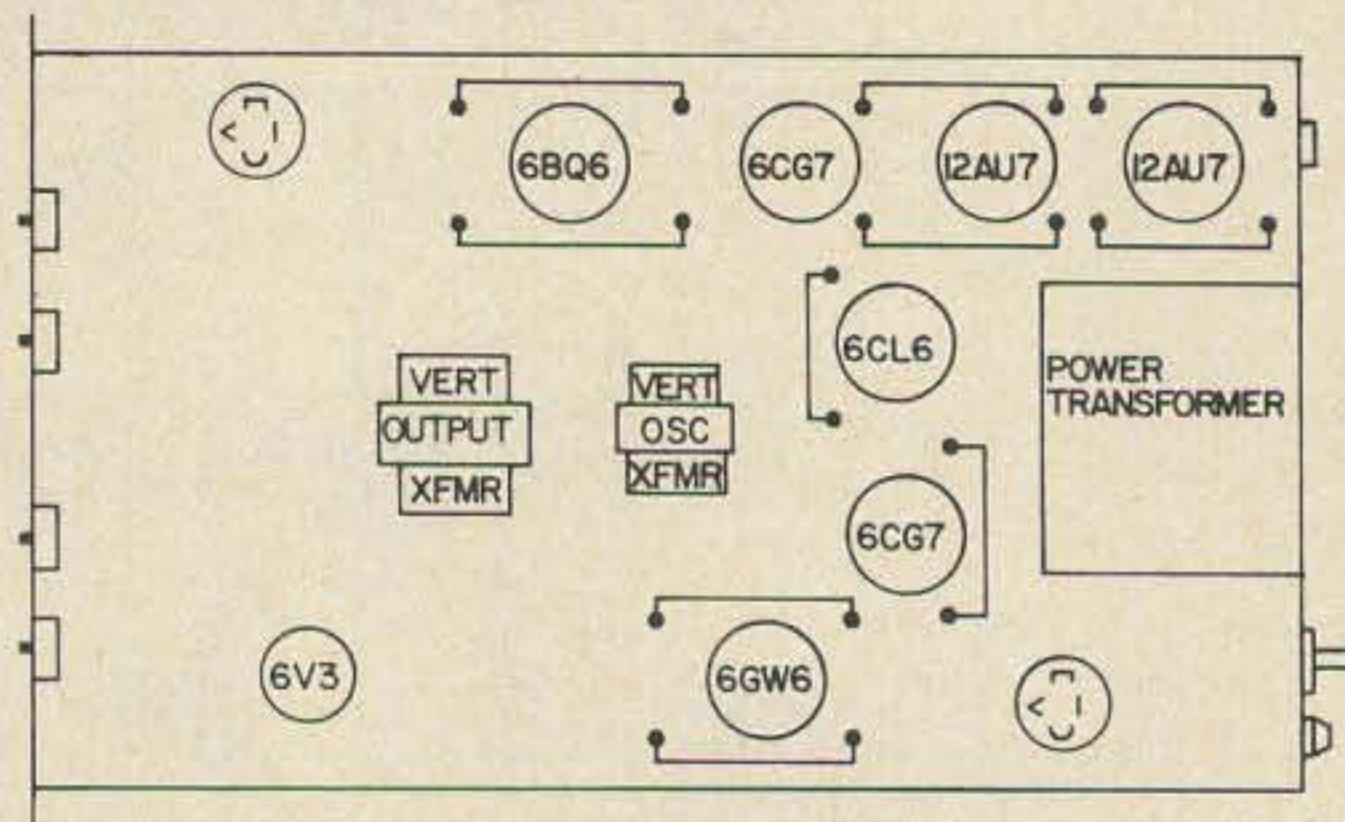 6BQ6
6CG7
12AU7
12AU7
6CL6
VERT
OUTPUT
XFMR
VERT
OSC
XFMR
POWER
TRANSFORMER
6CG7
6V3
6GW6